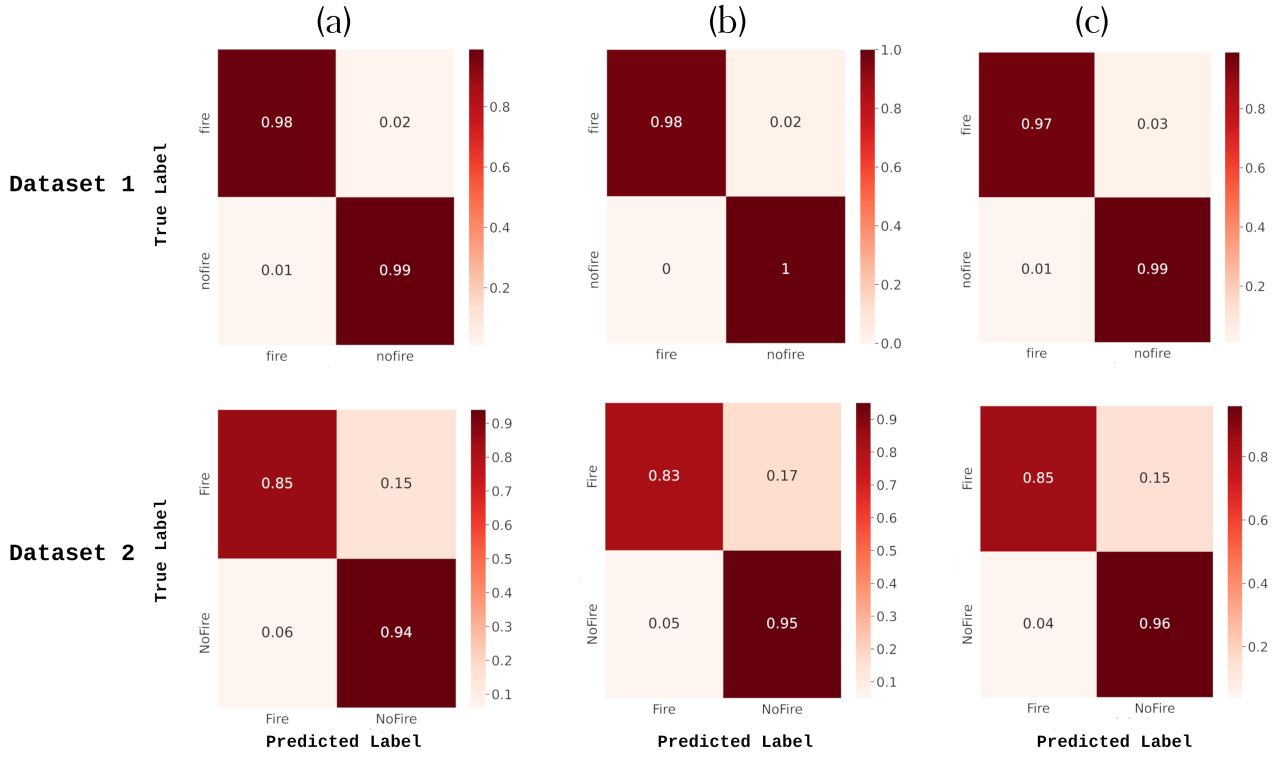 (a) (b) (c)
Dataset 1
True Label
fire
nofire
0.98 0.02
0.01 0.99
fire nofire
0.8
0.6
0.4
0.2
fire
nofire
0.98 0.02
0 1
fire nofire
1.0
0.8
0.6
0.4
0.2
0.0
fire
nofire
0.97 0.03
0.01 0.99
fire nofire
0.8
0.6
0.4
0.2
Dataset 2
True Label
Fire
NoFire
0.85 0.15
0.06 0.94
Fire NoFire
Predicted Label
0.9
0.8
0.7
0.6
0.5
0.4
0.3
0.2
0.1
Fire
NoFire
0.83 0.17
0.05 0.95
Fire NoFire
Predicted Label
0.9
0.8
0.7
0.6
0.5
0.4
0.3
0.2
0.1
Fire
NoFire
0.85 0.15
0.04 0.96
Fire NoFire
Predicted Label
0.8
0.6
0.4
0.2